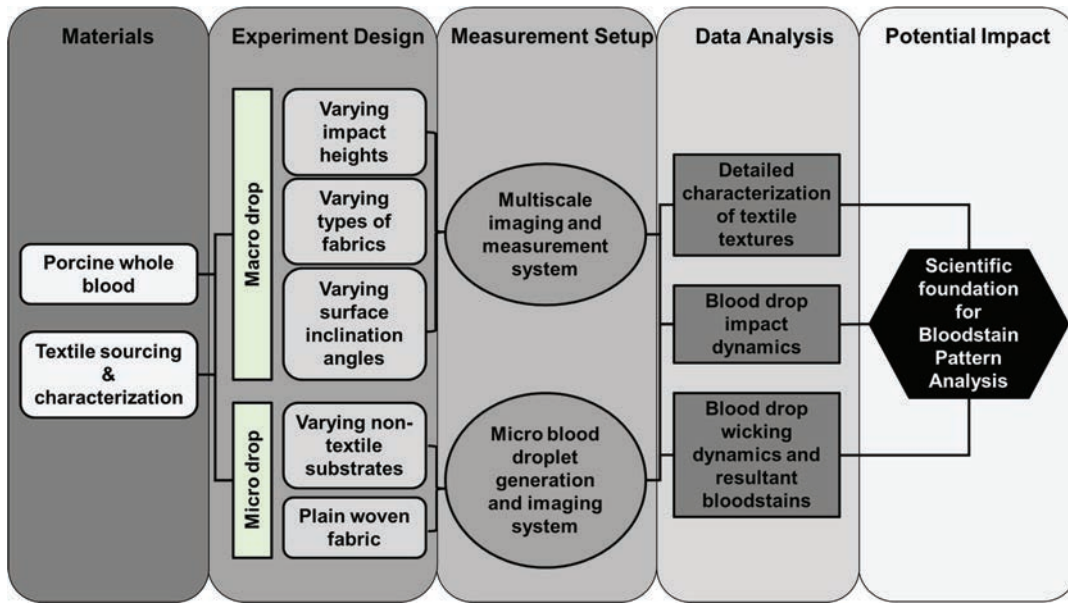 Materials
Experiment Design
Measurement Setup
Data Analysis
Potential Impact
Porcine whole
blood
Textile sourcing
&
characterization
Macro drop
Varying
impact
heights
Varying
types of
fabrics
Varying
surface
inclination
angles
Micro drop
Varying non-
textile
substrates
Plain woven
fabric
Multiscale
imaging and
measurement
system
Micro blood
droplet
generation
and imaging
system
Detailed
characterization
of textile
textures
Blood drop
impact
dynamics
Blood drop
wicking
dynamics and
resultant
bloodstains
Scientific
foundation
for
Bloodstain
Pattern
Analysis